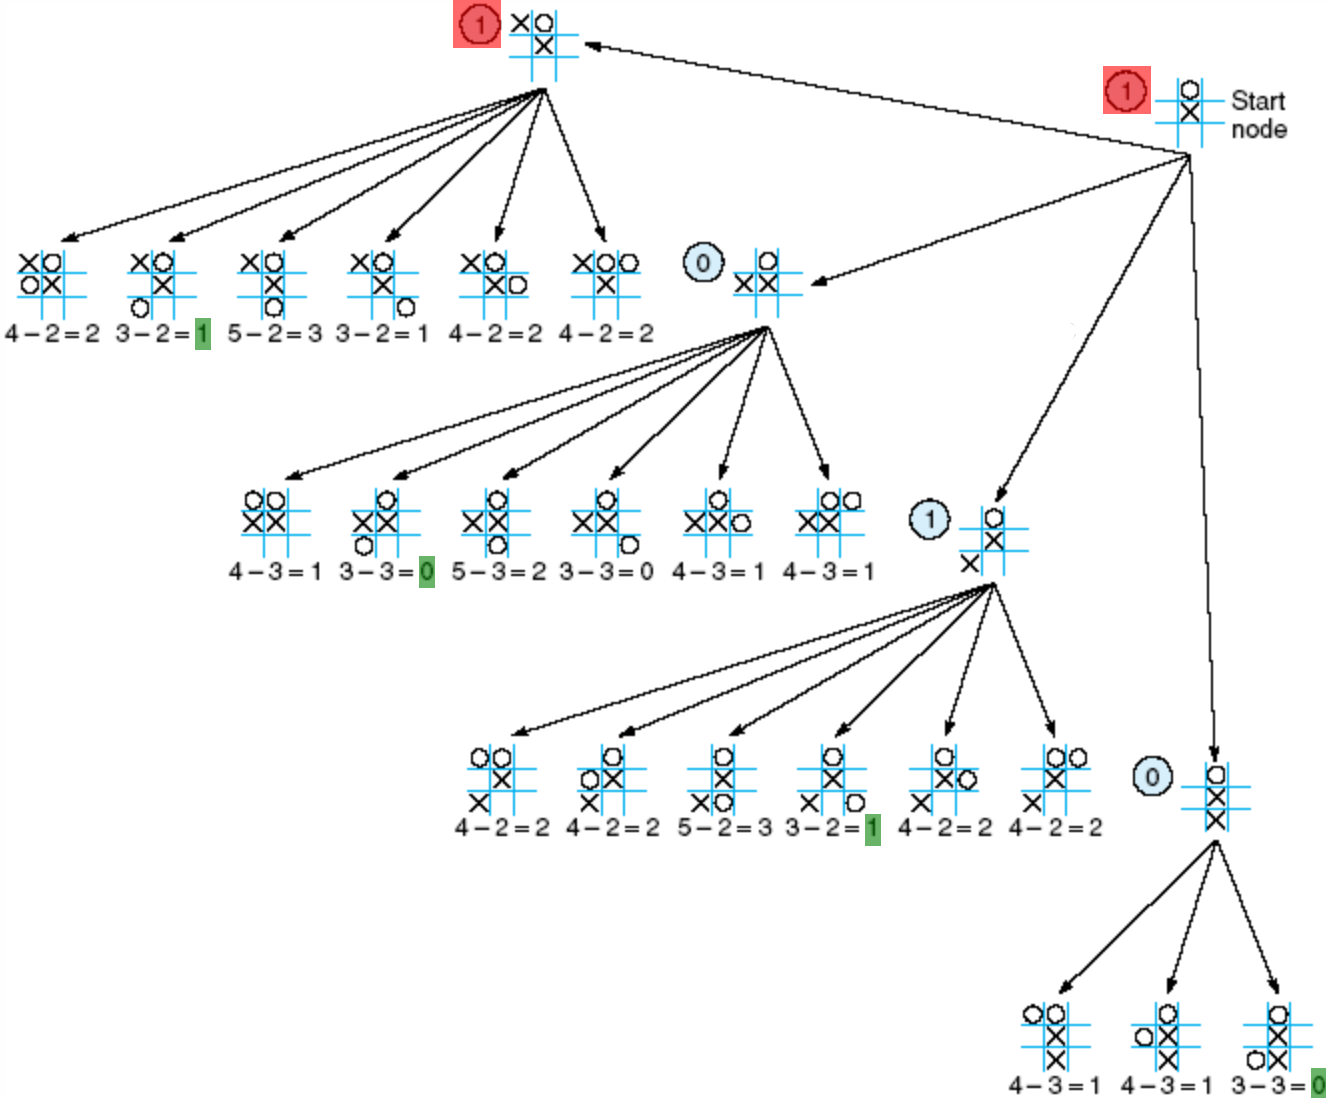 1
X O
X
1
O
X
Start
node
X O
O X
X O
X
O
X O
X
O
X O
X
O
X O
X O
X O O
X
4 – 2 = 2
3 – 2 = 1
5 – 2 = 3
3 – 2 = 1
4 – 2 = 2
4 – 2 = 2
0
O
X X
O O
X X
O
X X
O
O
X X
O
O
X X
O
O
X X O
O O
X X
4 – 3 = 1
3 – 3 = 0
5 – 3 = 2
3 – 3 = 0
4 – 3 = 1
4 – 3 = 1
1
O
X
X
O O
X
X
O
O X
X
O
X
X O
O
X
X O
O
X O
X
O O
X
X
4 – 2 = 2
4 – 2 = 2
5 – 2 = 3
3 – 2 = 1
4 – 2 = 2
4 – 2 = 2
0
O
X
X
O O
X
X
O
O X
X
O
X
O X
4 – 3 = 1
4 – 3 = 1
3 – 3 = 0